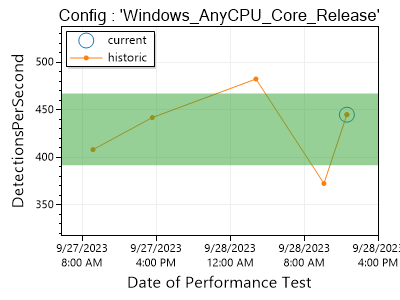 Config : 'Windows_AnyCPU_Core_Release'
current
historic
DetectionsPerSecond
500
450
400
350
9/27/2023 9/27/2023 9/28/2023 9/28/2023 9/28/2023
8:00 AM 4:00 PM 12:00 AM 8:00 AM 4:00 PM
Date of Performance Test